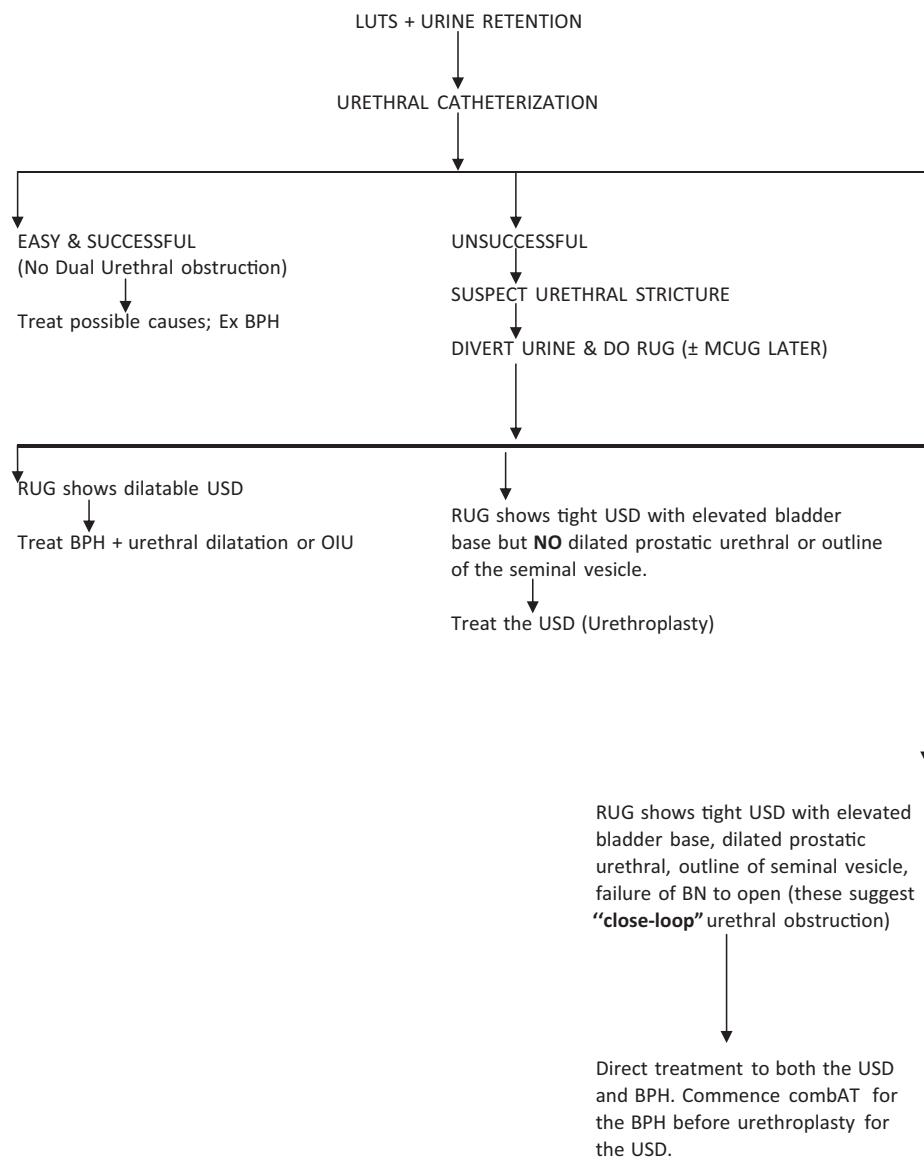 LUTS + URINE RETENTION
URETHRAL CATHETERIZATION
EASY & SUCCESSFUL
(No Dual Urethral obstruction)
Treat possible causes; Ex BPH
UNSUCCESSFUL
SUSPECT URETHRAL STRICTURE
DIVERT URINE & DO RUG (± MCUG LATER)
RUG shows dilatable USD
Treat BPH + urethral dilatation or OIU
RUG shows tight USD with elevated bladder
base but NO dilated prostatic urethral or outline
of the seminal vesicle.
Treat the USD (Urethroplasty)
RUG shows tight USD with elevated
bladder base, dilated prostatic
urethral, outline of seminal vesicle,
failure of BN to open (these suggest
‘‘close-loop” urethral obstruction)
Direct treatment to both the USD
and BPH. Commence combAT for
the BPH before urethroplasty for
the USD.